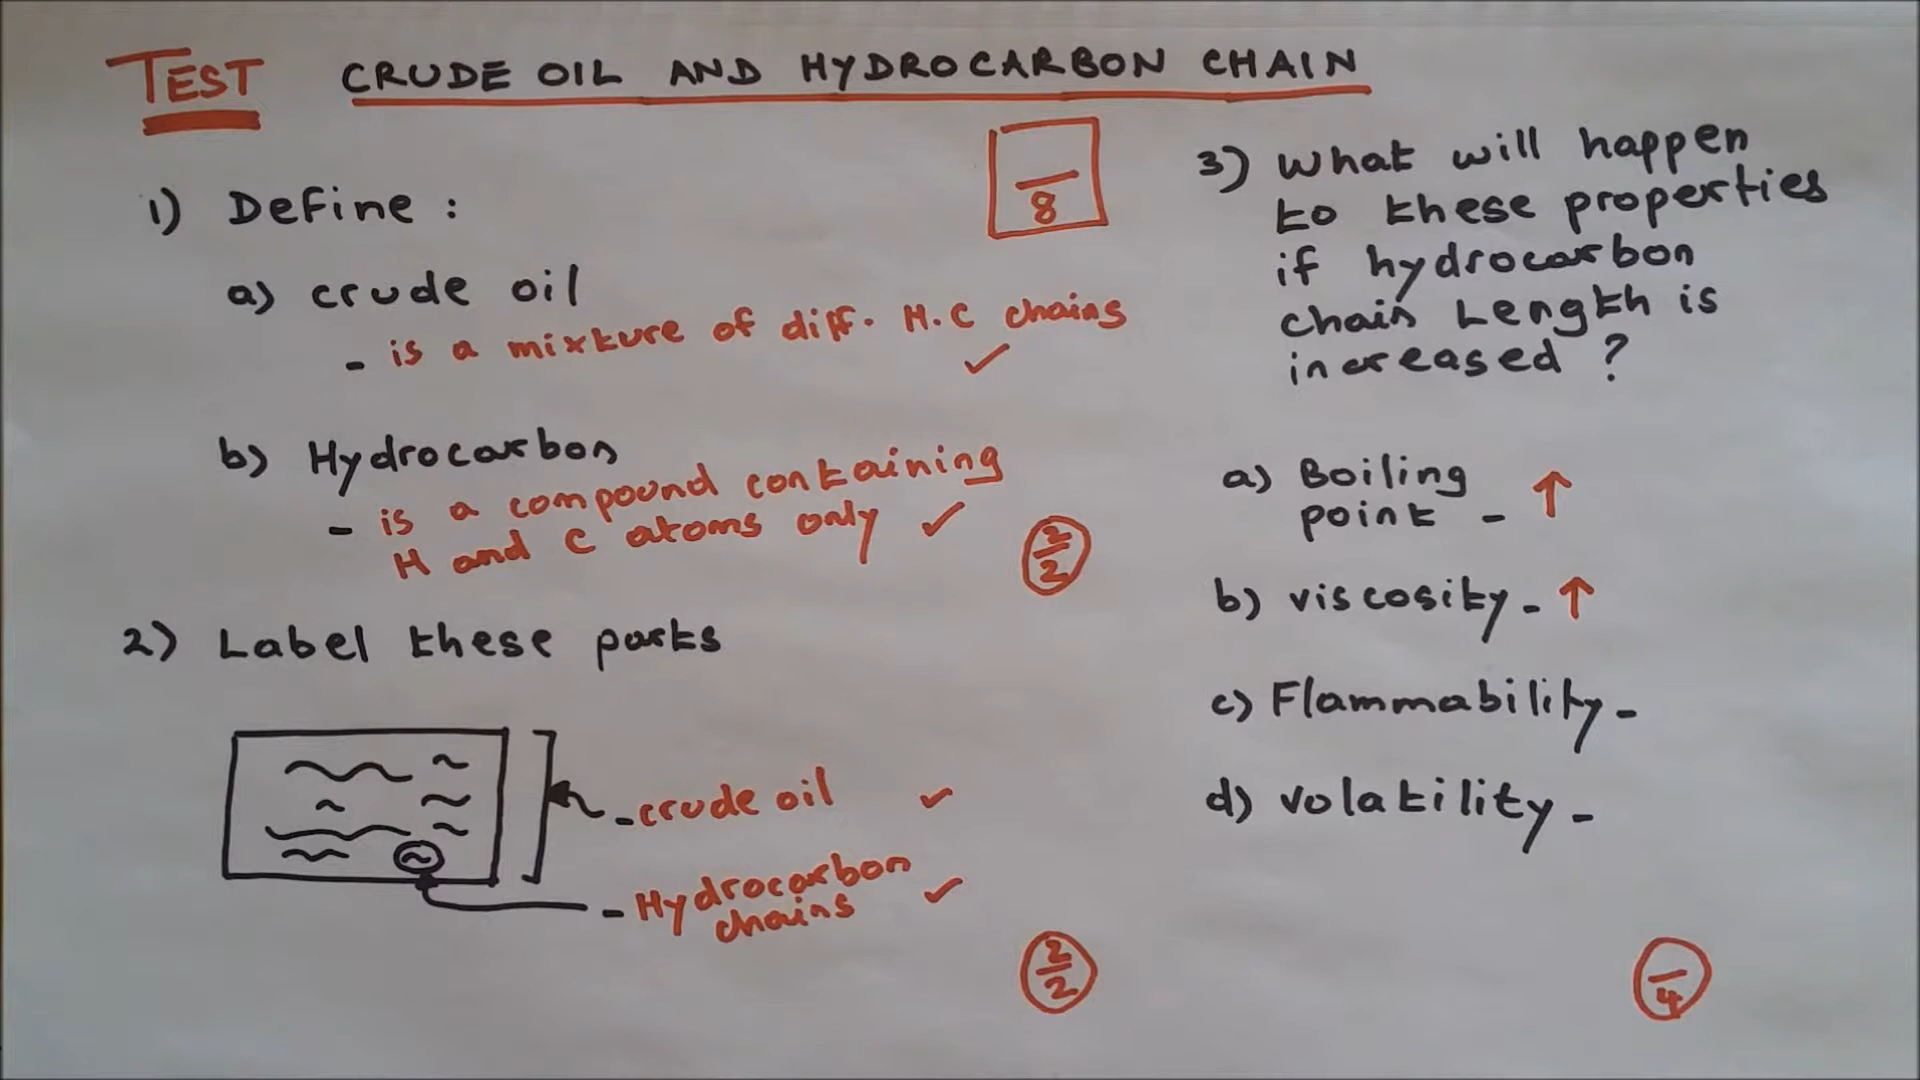 TEST CRUDE OIL AND HYDROCARBON CHAIN
8
1) Define :
a) crude oil
- is a mixture of diff. H.C chains ✓
b) Hydrocarbon
- is a compound containing
H and C atoms only ✓
2/2
2) Label these parts
- crude oil ✓
- Hydrocarbon
chains ✓
2/2
3) What will happen
to these properties
if hydrocarbon
chain Length is
increased ?
a) Boiling
point - ↑
b) viscosity - ↑
c) Flammability -
d) volatility -
4